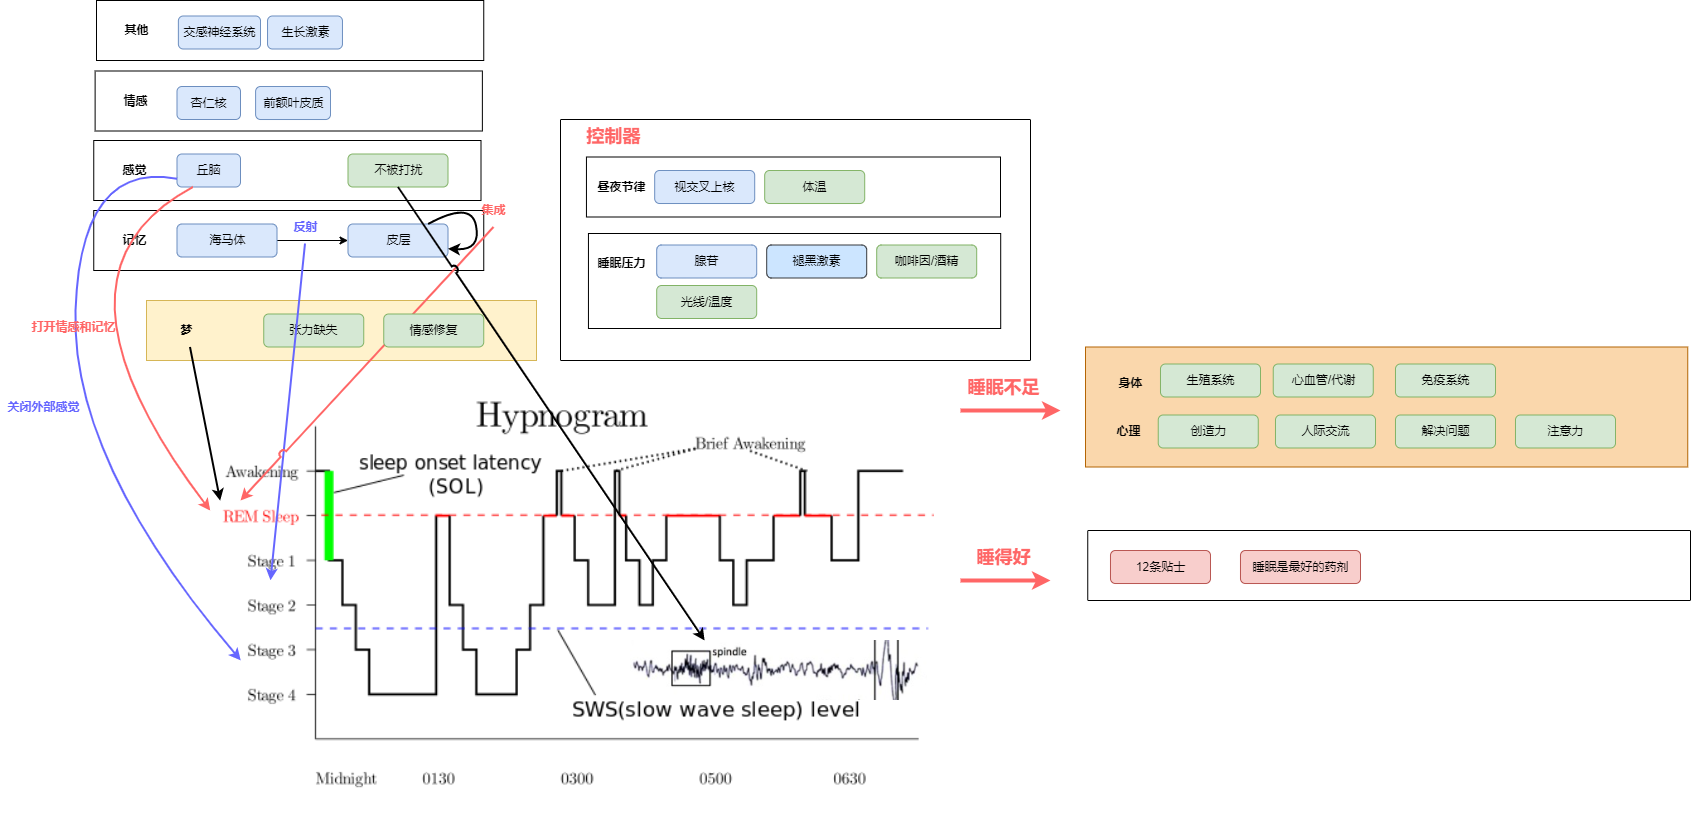 其他
交感神经系统
生长激素
情感
杏仁核
前额叶皮质
感觉
丘脑
不被打扰
记忆
海马体
反射
皮层
集成
梦
张力缺失
情感修复
打开情感和记忆
关闭外部感觉
控制器
昼夜节律
视交叉上核
体温
睡眠压力
腺苷
褪黑激素
咖啡因/酒精
光线/温度
睡眠不足
身体
生殖系统
心血管/代谢
免疫系统
心理
创造力
人际交流
解决问题
注意力
睡得好
12条贴士
睡眠是最好的药剂
Hypnogram
Brief Awakening
sleep onset latency
(SOL)
Awakening
REM Sleep
Stage 1
Stage 2
Stage 3
Stage 4
spindle
SWS(slow wave sleep) level
Midnight
0130
0300
0500
0630